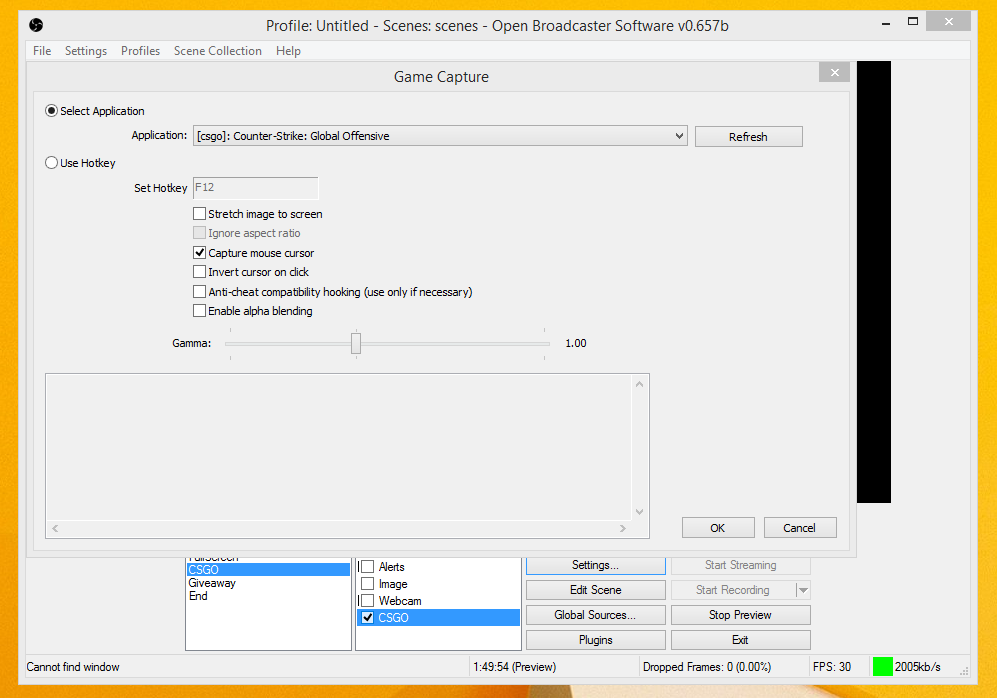 Profile: Untitled - Scenes: scenes - Open Broadcaster Software v0.657b
File Settings Profiles Scene Collection Help
Game Capture
Select Application
Application: [csgo]: Counter-Strike: Global Offensive Refresh
Use Hotkey
Set Hotkey F12
Stretch image to screen
Ignore aspect ratio
Capture mouse cursor
Invert cursor on click
Anti-cheat compatibility hooking (use only if necessary)
Enable alpha blending
Gamma: 1.00
OK Cancel
FullScreen
CSGO
Giveaway
End
Alerts
Image
Webcam
CSGO
Settings... Start Streaming
Edit Scene Start Recording
Global Sources... Stop Preview
Plugins Exit
Cannot find window 1:49:54 (Preview) Dropped Frames: 0 (0.00%) FPS: 30 2005kb/s